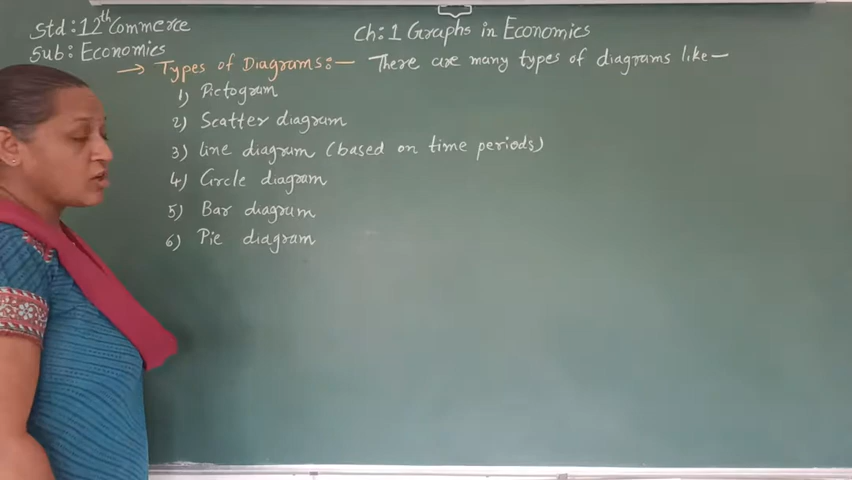 Std: 12th Commerce
Sub: Economics
Ch: 1 Graphs in Economics
→ Types of Diagrams:- There are many types of diagrams like-
1) Pictogram
2) Scatter diagram
3) Line diagram (based on time periods)
4) Circle diagram
5) Bar diagram
6) Pie diagram